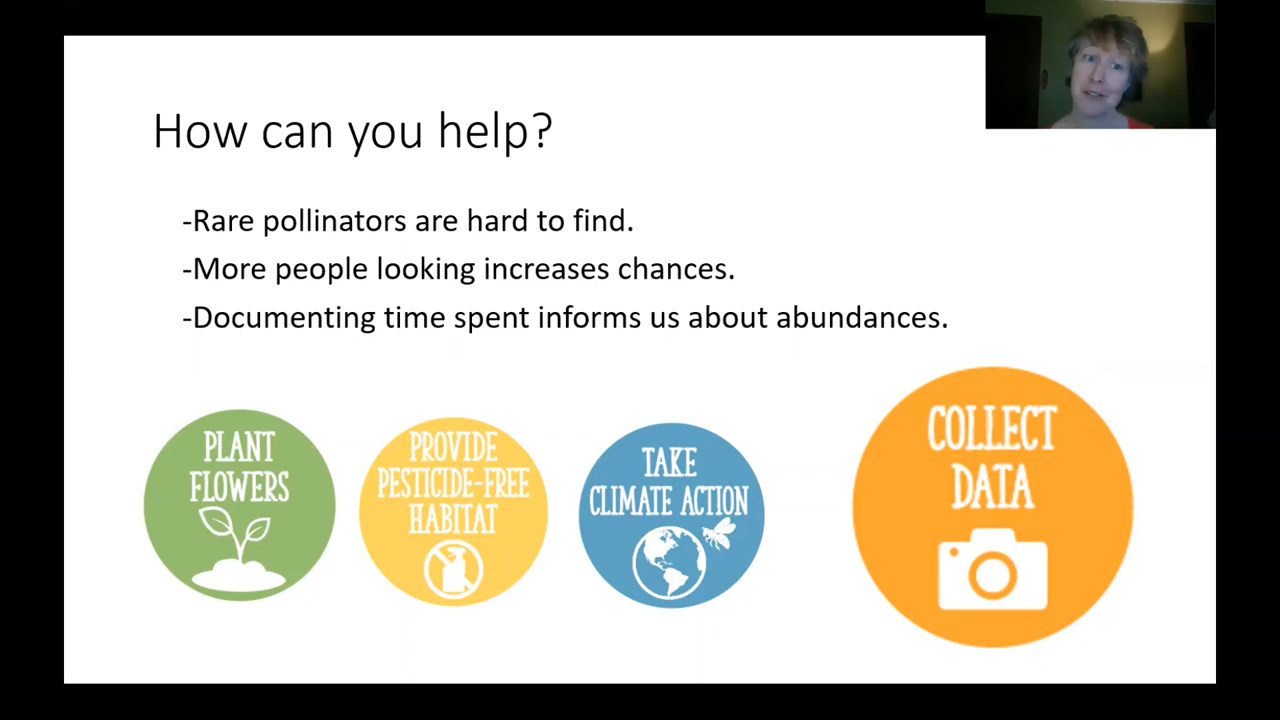 How can you help?
-Rare pollinators are hard to find.
-More people looking increases chances.
-Documenting time spent informs us about abundances.
PLANT
FLOWERS
PROVIDE
PESTICIDE-FREE
HABITAT
TAKE
CLIMATE ACTION
COLLECT
DATA